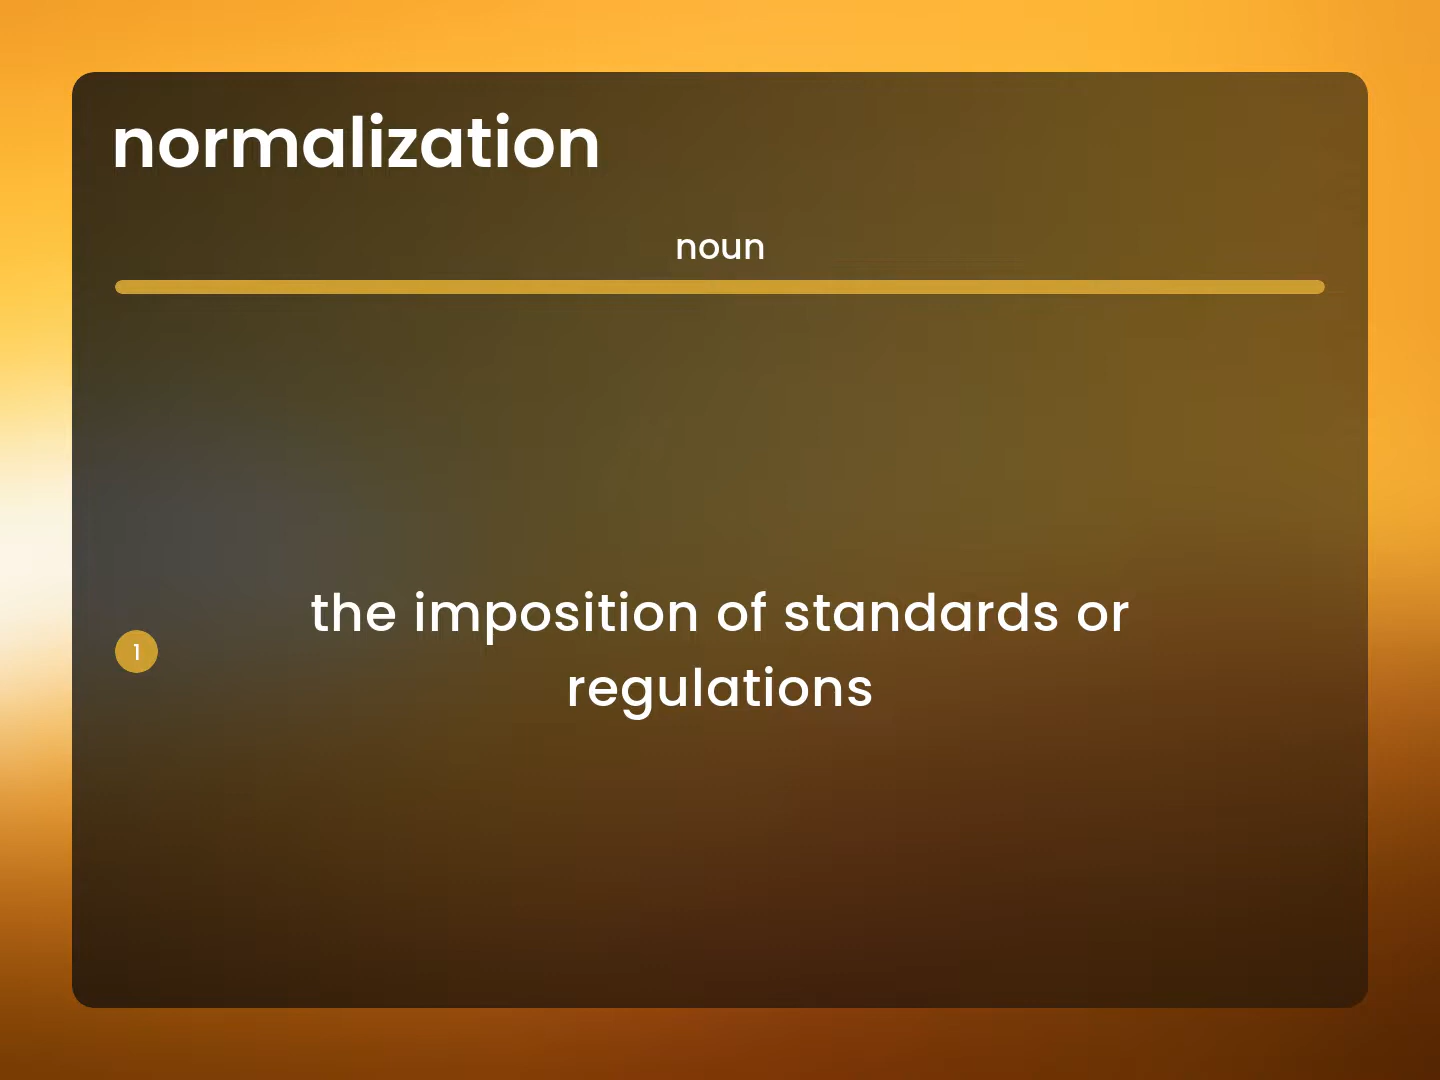 normalization
noun
1
the imposition of standards or
regulations